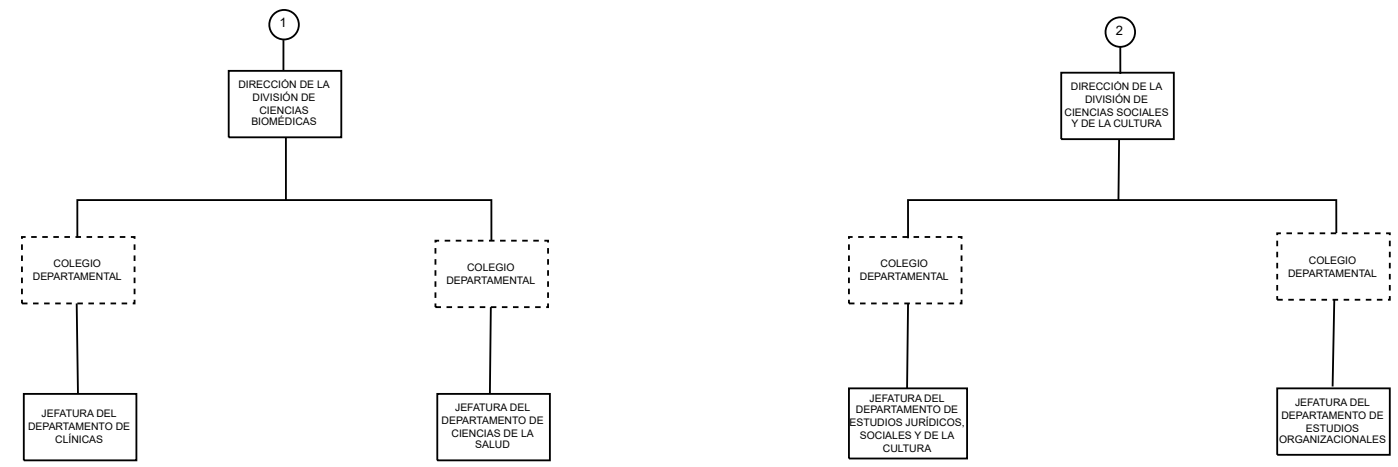 1
DIRECCIÓN DE LA
DIVISIÓN DE
CIENCIAS
BIOMÉDICAS
COLEGIO
DEPARTAMENTAL
COLEGIO
DEPARTAMENTAL
JEFATURA DEL
DEPARTAMENTO DE
CLÍNICAS
JEFATURA DEL
DEPARTAMENTO DE
CIENCIAS DE LA
SALUD
2
DIRECCIÓN DE LA
DIVISIÓN DE
CIENCIAS SOCIALES
Y DE LA CULTURA
COLEGIO
DEPARTAMENTAL
COLEGIO
DEPARTAMENTAL
JEFATURA DEL
DEPARTAMENTO DE
ESTUDIOS JURÍDICOS,
SOCIALES Y DE LA
CULTURA
JEFATURA DEL
DEPARTAMENTO DE
ESTUDIOS
ORGANIZACIONALES